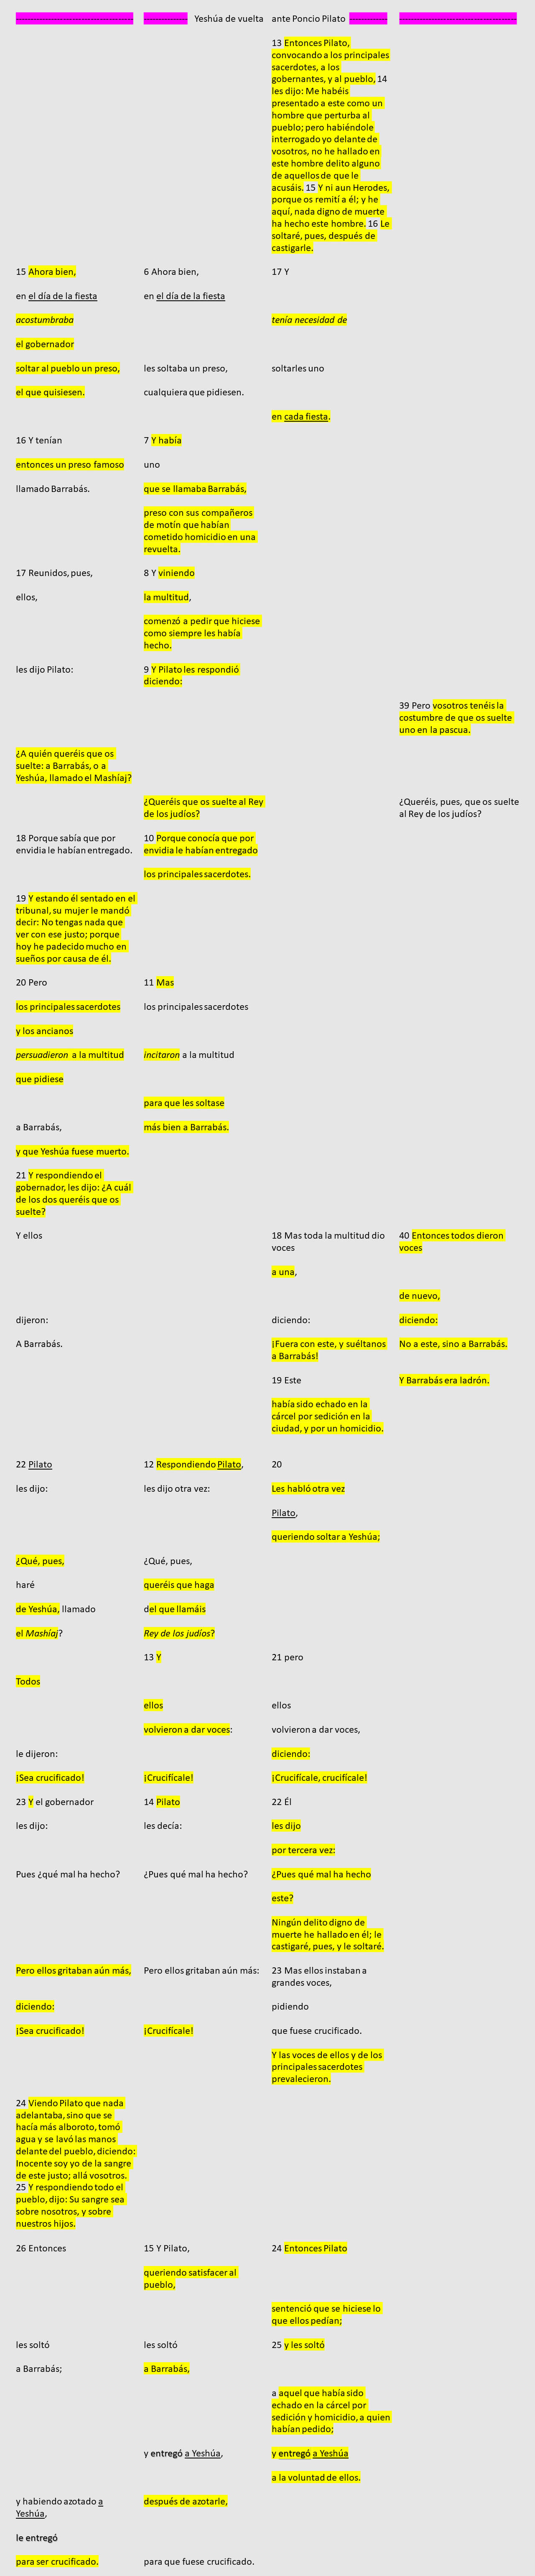 Yeshúa de vuelta ante Poncio Pilato
13 Entonces Pilato,
convocando a los principales
sacerdotes, a los
gobernantes, y al pueblo, 14
les dijo: Me habéis
presentado a este como un
hombre que perturba al
pueblo; pero habiéndole
interrogado yo delante de
vosotros, no he hallado en
este hombre delito alguno
de aquellos de que le
acusáis. 15 Y ni aun Herodes,
porque os remití a él; y he
aquí, nada digno de muerte
ha hecho este hombre. 16 Le
soltaré, pues, después de
castigarle.
15 Ahora bien, 6 Ahora bien, 17 Y
en el día de la fiesta en el día de la fiesta
acostumbraba tenía necesidad de
el gobernador
soltar al pueblo un preso, les soltaba un preso, soltarles uno
el que quisiesen. cualquiera que pidiesen.
en cada fiesta.
16 Y tenían 7 Y había
entonces un preso famoso uno
llamado Barrabás. que se llamaba Barrabás,
preso con sus compañeros
de motín que habían
cometido homicidio en una
revuelta.
17 Reunidos, pues, 8 Y viniendo
ellos, la multitud,
comenzó a pedir que hiciese
como siempre les había
hecho.
les dijo Pilato: 9 Y Pilato les respondió
diciendo:
39 Pero vosotros tenéis la
costumbre de que os suelte
uno en la pascua.
¿A quién queréis que os
suelte: a Barrabás, o a
Yeshúa, llamado el Mashíaj?
¿Queréis que os suelte al Rey ¿Queréis, pues, que os suelte
de los judíos? al Rey de los judíos?
18 Porque sabía que por 10 Porque conocía que por
envidia le habían entregado. envidia le habían entregado
los principales sacerdotes.
19 Y estando él sentado en el
tribunal, su mujer le mandó
decir: No tengas nada que
ver con ese justo; porque
hoy he padecido mucho en
sueños por causa de él.
20 Pero 11 Mas
los principales sacerdotes los principales sacerdotes
y los ancianos
persuadieron a la multitud incitaron a la multitud
que pidiese
para que les soltase
a Barrabás, más bien a Barrabás.
y que Yeshúa fuese muerto.
21 Y respondiendo el
gobernador, les dijo: ¿A cuál
de los dos queréis que os
suelte?
Y ellos 18 Mas toda la multitud dio 40 Entonces todos dieron
voces voces
a una,
de nuevo,
dijeron: diciendo: diciendo:
A Barrabás. ¡Fuera con este, y suéltanos No a este, sino a Barrabás.
a Barrabás!
19 Este Y Barrabás era ladrón.
había sido echado en la
cárcel por sedición en la
ciudad, y por un homicidio.
22 Pilato 12 Respondiendo Pilato, 20
les dijo: les dijo otra vez: Les habló otra vez
Pilato,
queriendo soltar a Yeshúa;
¿Qué, pues, ¿Qué, pues,
haré queréis que haga
de Yeshúa, llamado del que llamáis
el Mashíaj? Rey de los judíos?
13 Y 21 pero
Todos
ellos ellos
volvieron a dar voces: volvieron a dar voces,
le dijeron: diciendo:
¡Sea crucificado! ¡Crucifícale! ¡Crucifícale, crucifícale!
23 Y el gobernador 14 Pilato 22 Él
les dijo: les decía: les dijo
por tercera vez:
Pues ¿qué mal ha hecho? ¿Pues qué mal ha hecho? ¿Pues qué mal ha hecho
este?
Ningún delito digno de
muerte he hallado en él; le
castigaré, pues, y le soltaré.
Pero ellos gritaban aún más, Pero ellos gritaban aún más: 23 Mas ellos instaban a
grandes voces,
diciendo: pidiendo
¡Sea crucificado! ¡Crucifícale! que fuese crucificado.
Y las voces de ellos y de los
principales sacerdotes
prevalecieron.
24 Viendo Pilato que nada
adelantaba, sino que se
hacía más alboroto, tomó
agua y se lavó las manos
delante del pueblo, diciendo:
Inocente soy yo de la sangre
de este justo; allá vosotros.
25 Y respondiendo todo el
pueblo, dijo: Su sangre sea
sobre nosotros, y sobre
nuestros hijos.
26 Entonces 15 Y Pilato, 24 Entonces Pilato
queriendo satisfacer al
pueblo,
sentenció que se hiciese lo
que ellos pedían;
les soltó les soltó 25 y les soltó
a Barrabás; a Barrabás,
a aquel que había sido
echado en la cárcel por
sedición y homicidio, a quien
habían pedido;
y entregó a Yeshúa, y entregó a Yeshúa
a la voluntad de ellos.
y habiendo azotado a después de azotarle,
Yeshúa,
le entregó
para ser crucificado. para que fuese crucificado.